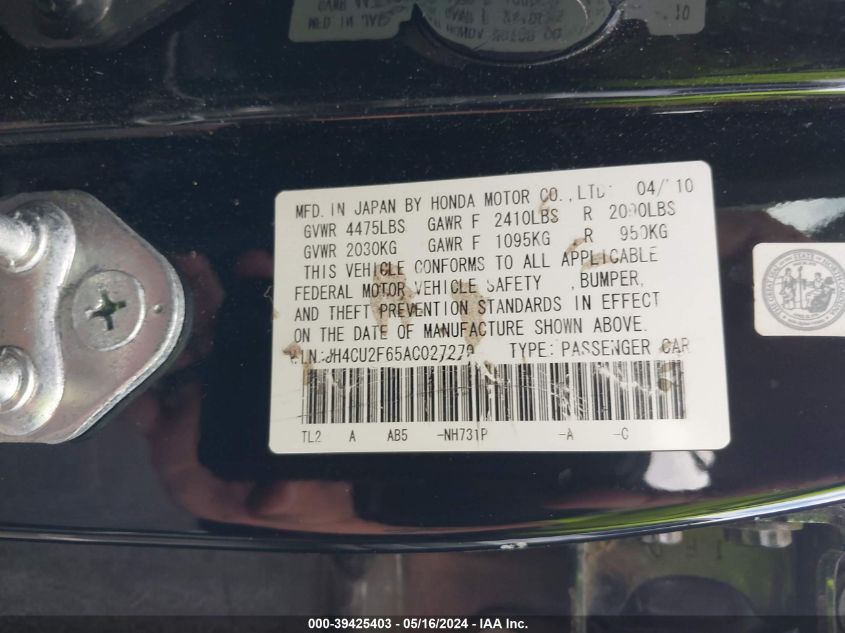 MFD. IN JAPAN BY HONDA MOTOR CO., LTD. 04/'10
GVWR 4475LBS GAWR F 2410LBS R 2090LBS
GVWR 2030KG GAWR F 1095KG R 950KG
THIS VEHICLE CONFORMS TO ALL APPLICABLE
FEDERAL MOTOR VEHICLE SAFETY , BUMPER,
AND THEFT PREVENTION STANDARDS IN EFFECT
ON THE DATE OF MANUFACTURE SHOWN ABOVE.
JH4CU2F65AC027279 TYPE: PASSENGER CAR
TL2 A AB5 -NH731P -A -C
000-39425403 - 05/16/2024 - IAA Inc.